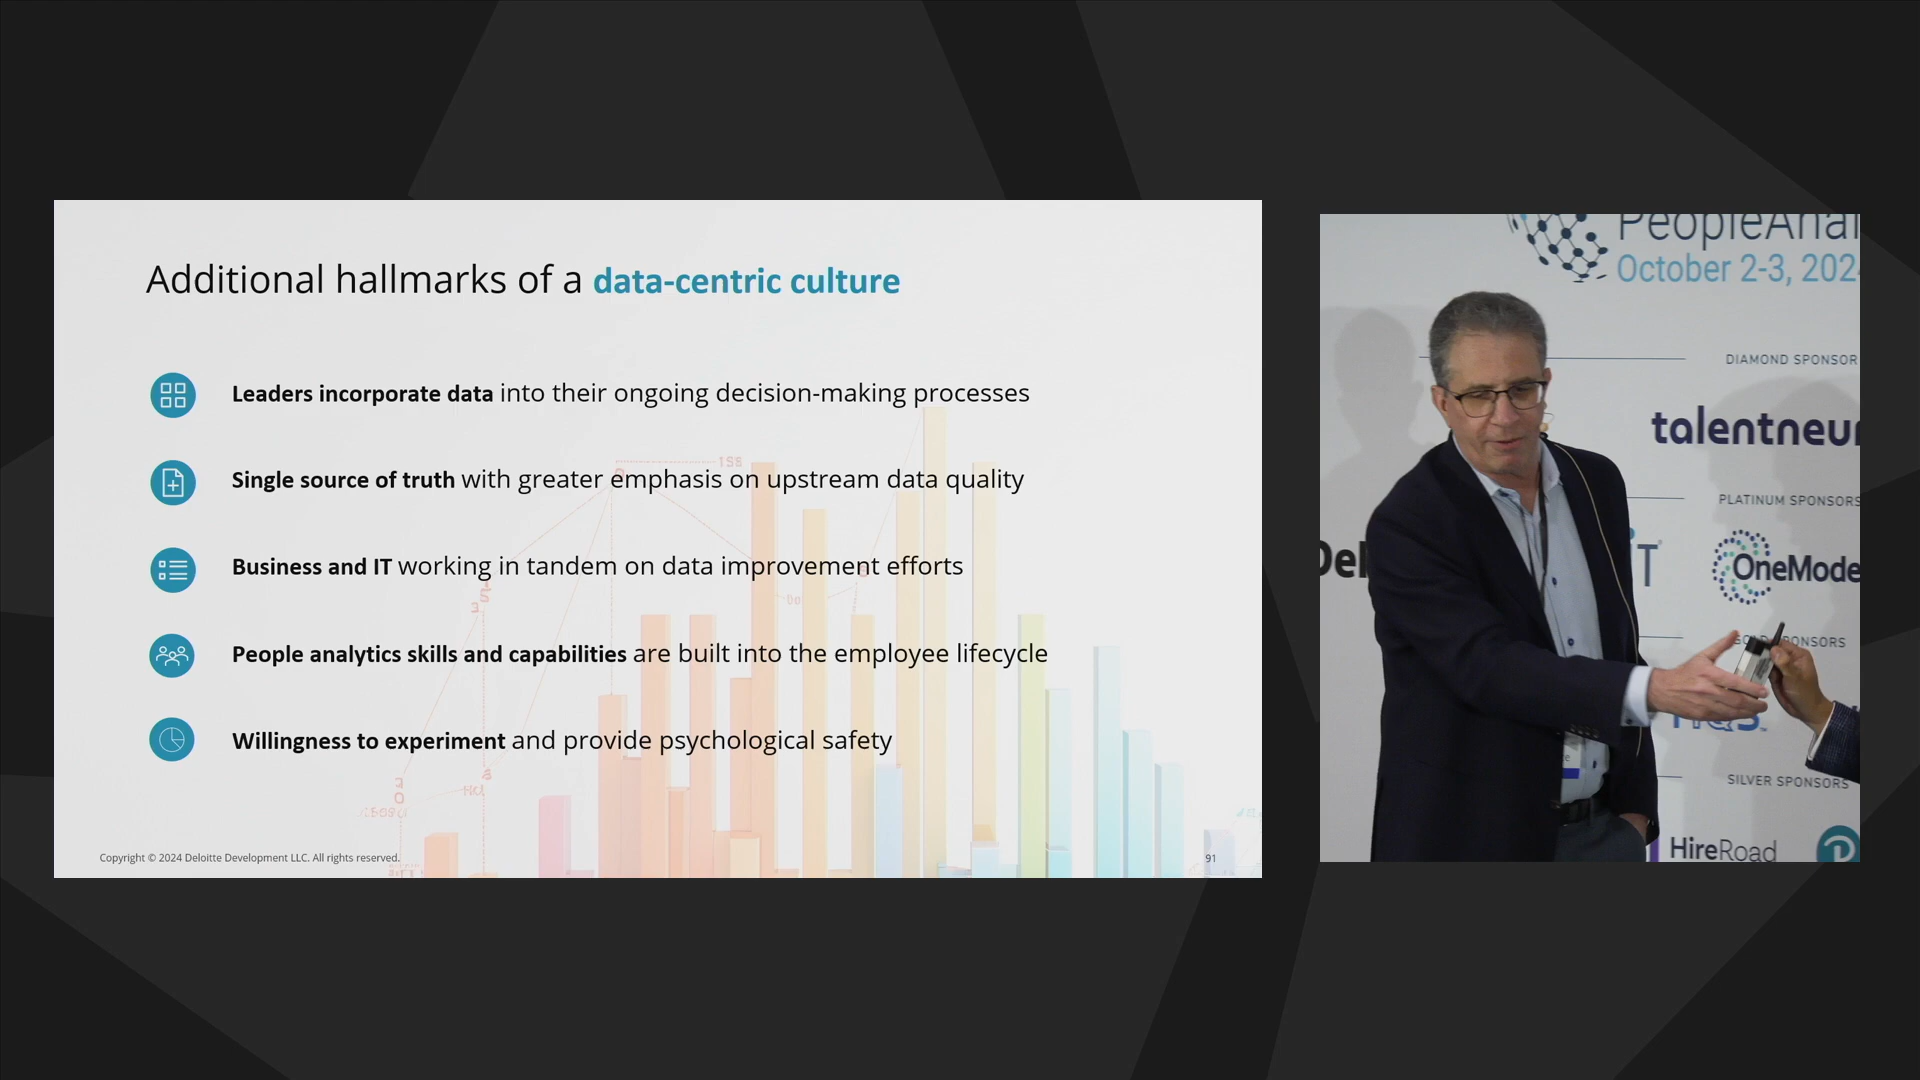 Additional hallmarks of a data-centric culture
Leaders incorporate data into their ongoing decision-making processes
Single source of truth with greater emphasis on upstream data quality
Business and IT working in tandem on data improvement efforts
People analytics skills and capabilities are built into the employee lifecycle
Willingness to experiment and provide psychological safety
Copyright © 2024 Deloitte Development LLC. All rights reserved.
91
PeopleAnal
October 2-3, 202
DIAMOND SPONSOR
talentneu
PLATINUM SPONSORS
Del
IT
OneMode
SPONSORS
SILVER SPONSORS
HireRoad